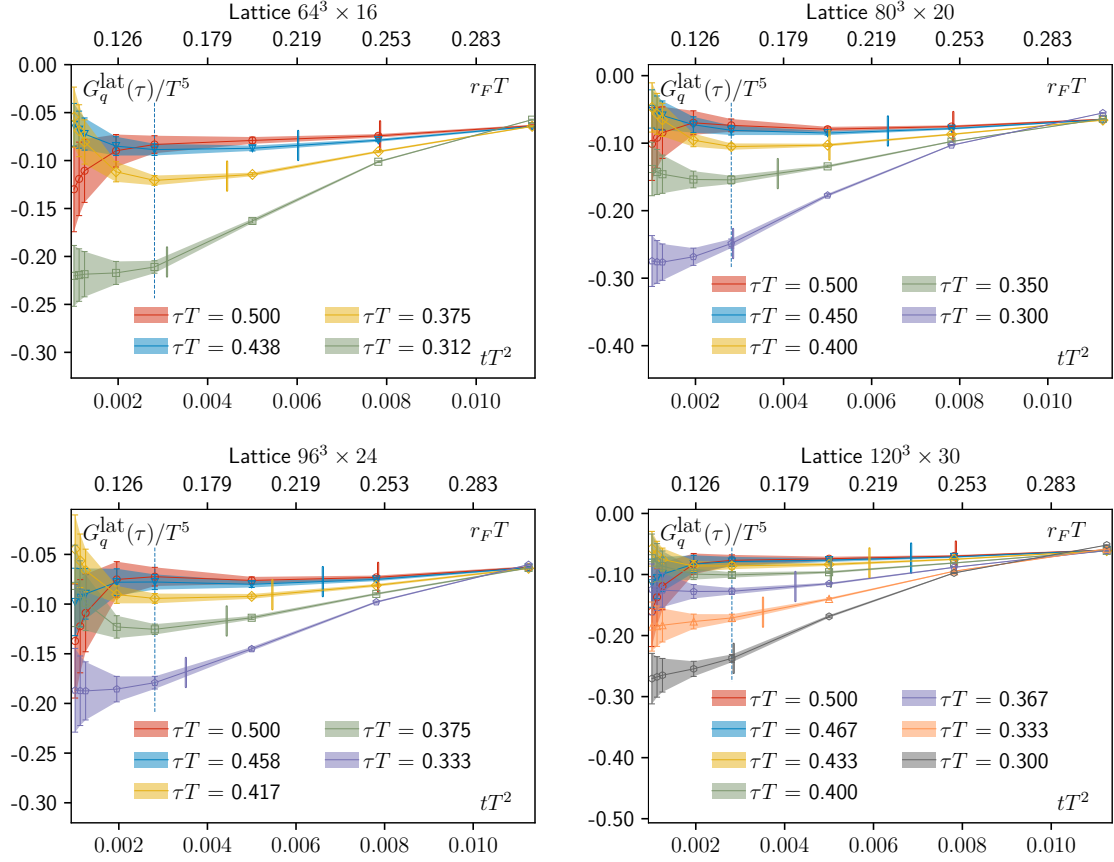 Lattice 64³ × 16
0.126 0.179 0.219 0.253 0.283
G_q^lat(τ)/T⁵ r_F T
0.00
-0.05
-0.10
-0.15
-0.20
-0.25
-0.30
τT = 0.500 τT = 0.375
τT = 0.438 τT = 0.312
tT²
0.002 0.004 0.006 0.008 0.010
Lattice 80³ × 20
0.126 0.179 0.219 0.253 0.283
G_q^lat(τ)/T⁵ r_F T
0.00
-0.10
-0.20
-0.30
-0.40
τT = 0.500 τT = 0.350
τT = 0.450 τT = 0.300
τT = 0.400
tT²
0.002 0.004 0.006 0.008 0.010
Lattice 96³ × 24
0.126 0.179 0.219 0.253 0.283
G_q^lat(τ)/T⁵ r_F T
-0.05
-0.10
-0.15
-0.20
-0.25
-0.30
τT = 0.500 τT = 0.375
τT = 0.458 τT = 0.333
τT = 0.417
tT²
0.002 0.004 0.006 0.008 0.010
Lattice 120³ × 30
0.126 0.179 0.219 0.253 0.283
G_q^lat(τ)/T⁵ r_F T
0.00
-0.10
-0.20
-0.30
-0.40
-0.50
τT = 0.500 τT = 0.367
τT = 0.467 τT = 0.333
τT = 0.433 τT = 0.300
τT = 0.400
tT²
0.002 0.004 0.006 0.008 0.010